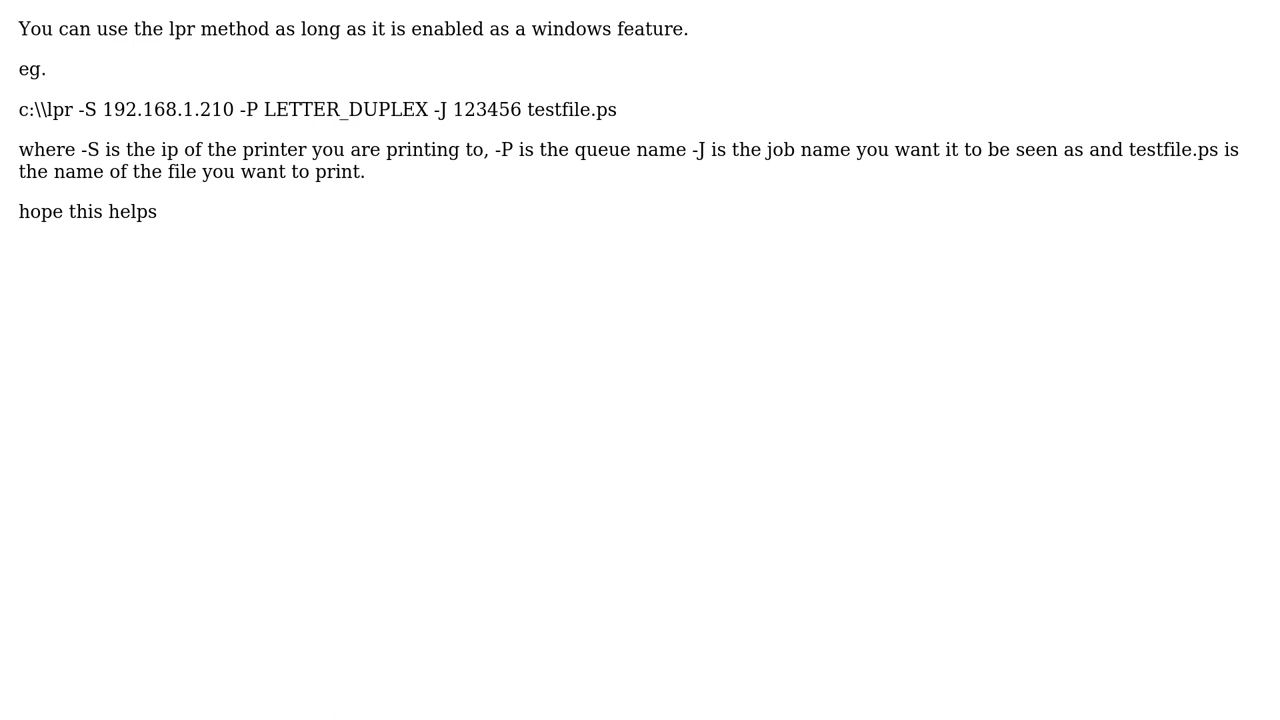 You can use the lpr method as long as it is enabled as a windows feature.
eg.
c:\\lpr -S 192.168.1.210 -P LETTER_DUPLEX -J 123456 testfile.ps
where -S is the ip of the printer you are printing to, -P is the queue name -J is the job name you want it to be seen as and testfile.ps is
the name of the file you want to print.
hope this helps